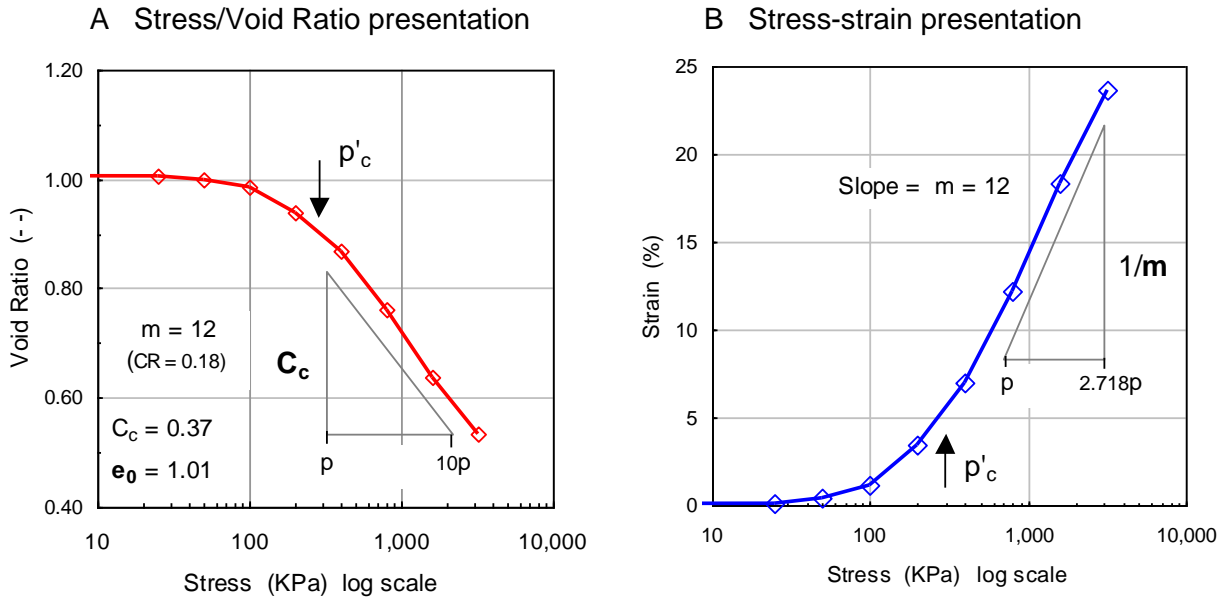 A Stress/Void Ratio presentation
1.20
1.00
0.80
0.60
0.40
Void Ratio (- -)
p'c
m = 12
(CR = 0.18)
Cc
Cc = 0.37
e0 = 1.01
p
10p
10
100
1,000
10,000
Stress (KPa) log scale
B Stress-strain presentation
25
20
15
10
5
0
Strain (%)
Slope = m = 12
1/m
p
2.718p
p'c
10
100
1,000
10,000
Stress (KPa) log scale